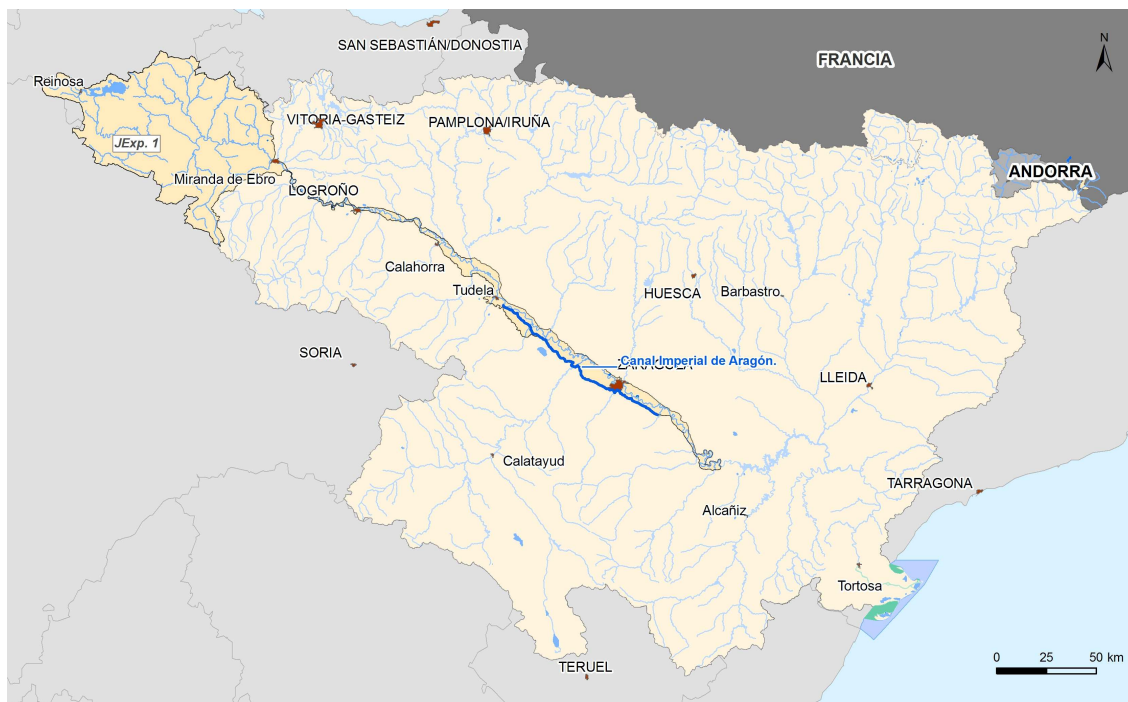 SAN SEBASTIÁN/DONOSTIA
FRANCIA
N
Reinosa
VITORIA-GASTEIZ
PAMPLONA/IRUÑA
JExp. 1
ANDORRA
Miranda de Ebro
LOGROÑO
Calahorra
Tudela
HUESCA
Barbastro
SORIA
Canal Imperial de Aragón.
ZARAGOZA
LLEIDA
Calatayud
TARRAGONA
Alcañiz
Tortosa
TERUEL
0 25 50 km